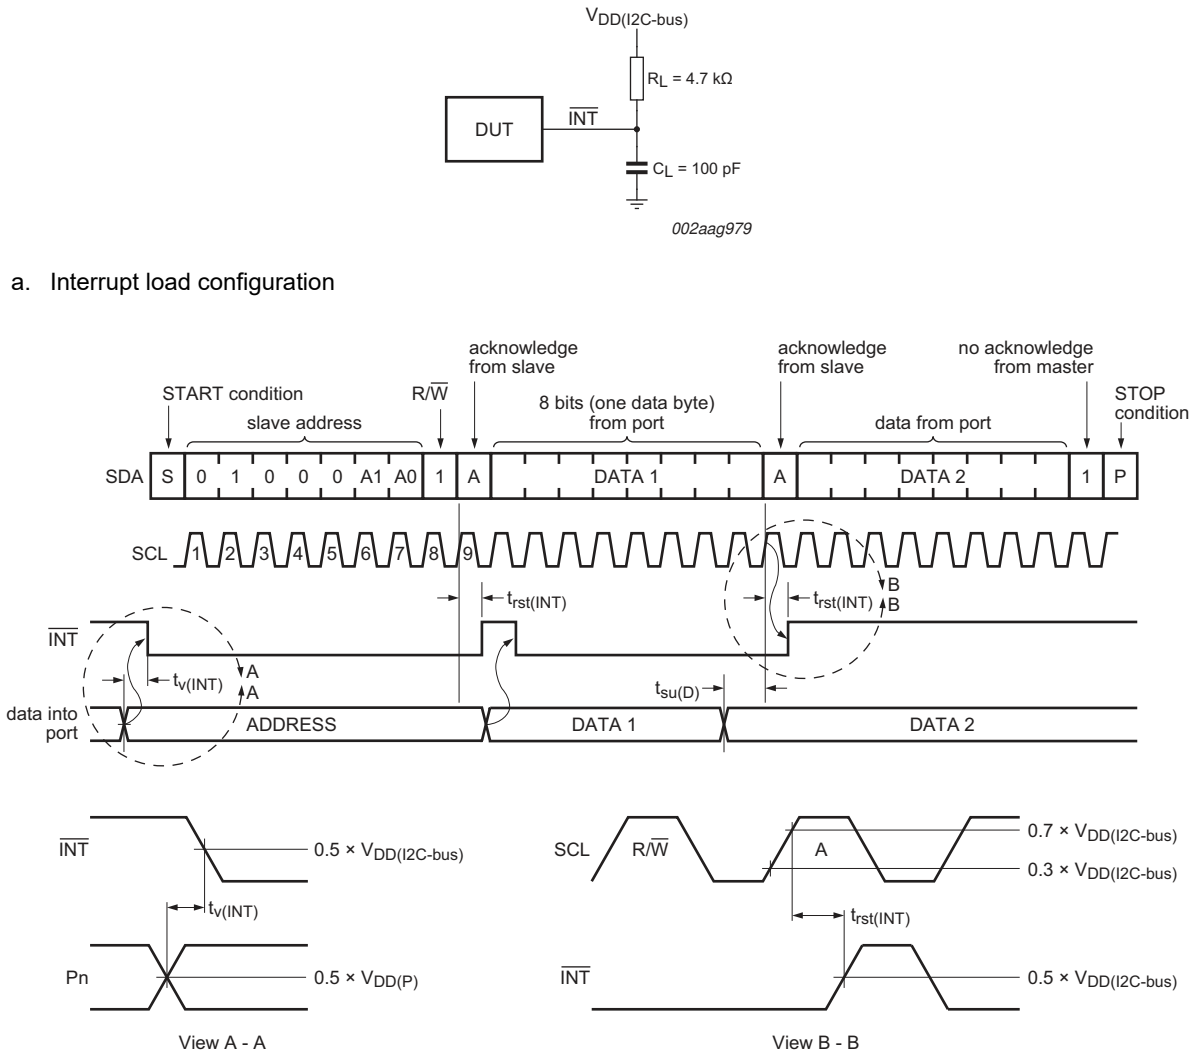 VDD(I2C-bus)
RL = 4.7 kΩ
DUT
INT
CL = 100 pF
002aag979
a. Interrupt load configuration
acknowledge
from slave
acknowledge
from slave
no acknowledge
from master
START condition
R/W
8 bits (one data byte)
from port
STOP
condition
slave address
data from port
SDA S 0 1 0 0 0 A1 A0 1 A DATA 1 A DATA 2 1 P
SCL 1 2 3 4 5 6 7 8 9
B
B
trst(INT)
trst(INT)
INT
A
A
tv(INT)
tsu(D)
data into
port
ADDRESS DATA 1 DATA 2
INT
0.5 × VDD(I2C-bus)
tv(INT)
Pn
0.5 × VDD(P)
View A - A
SCL R/W A
0.7 × VDD(I2C-bus)
0.3 × VDD(I2C-bus)
trst(INT)
INT
0.5 × VDD(I2C-bus)
View B - B